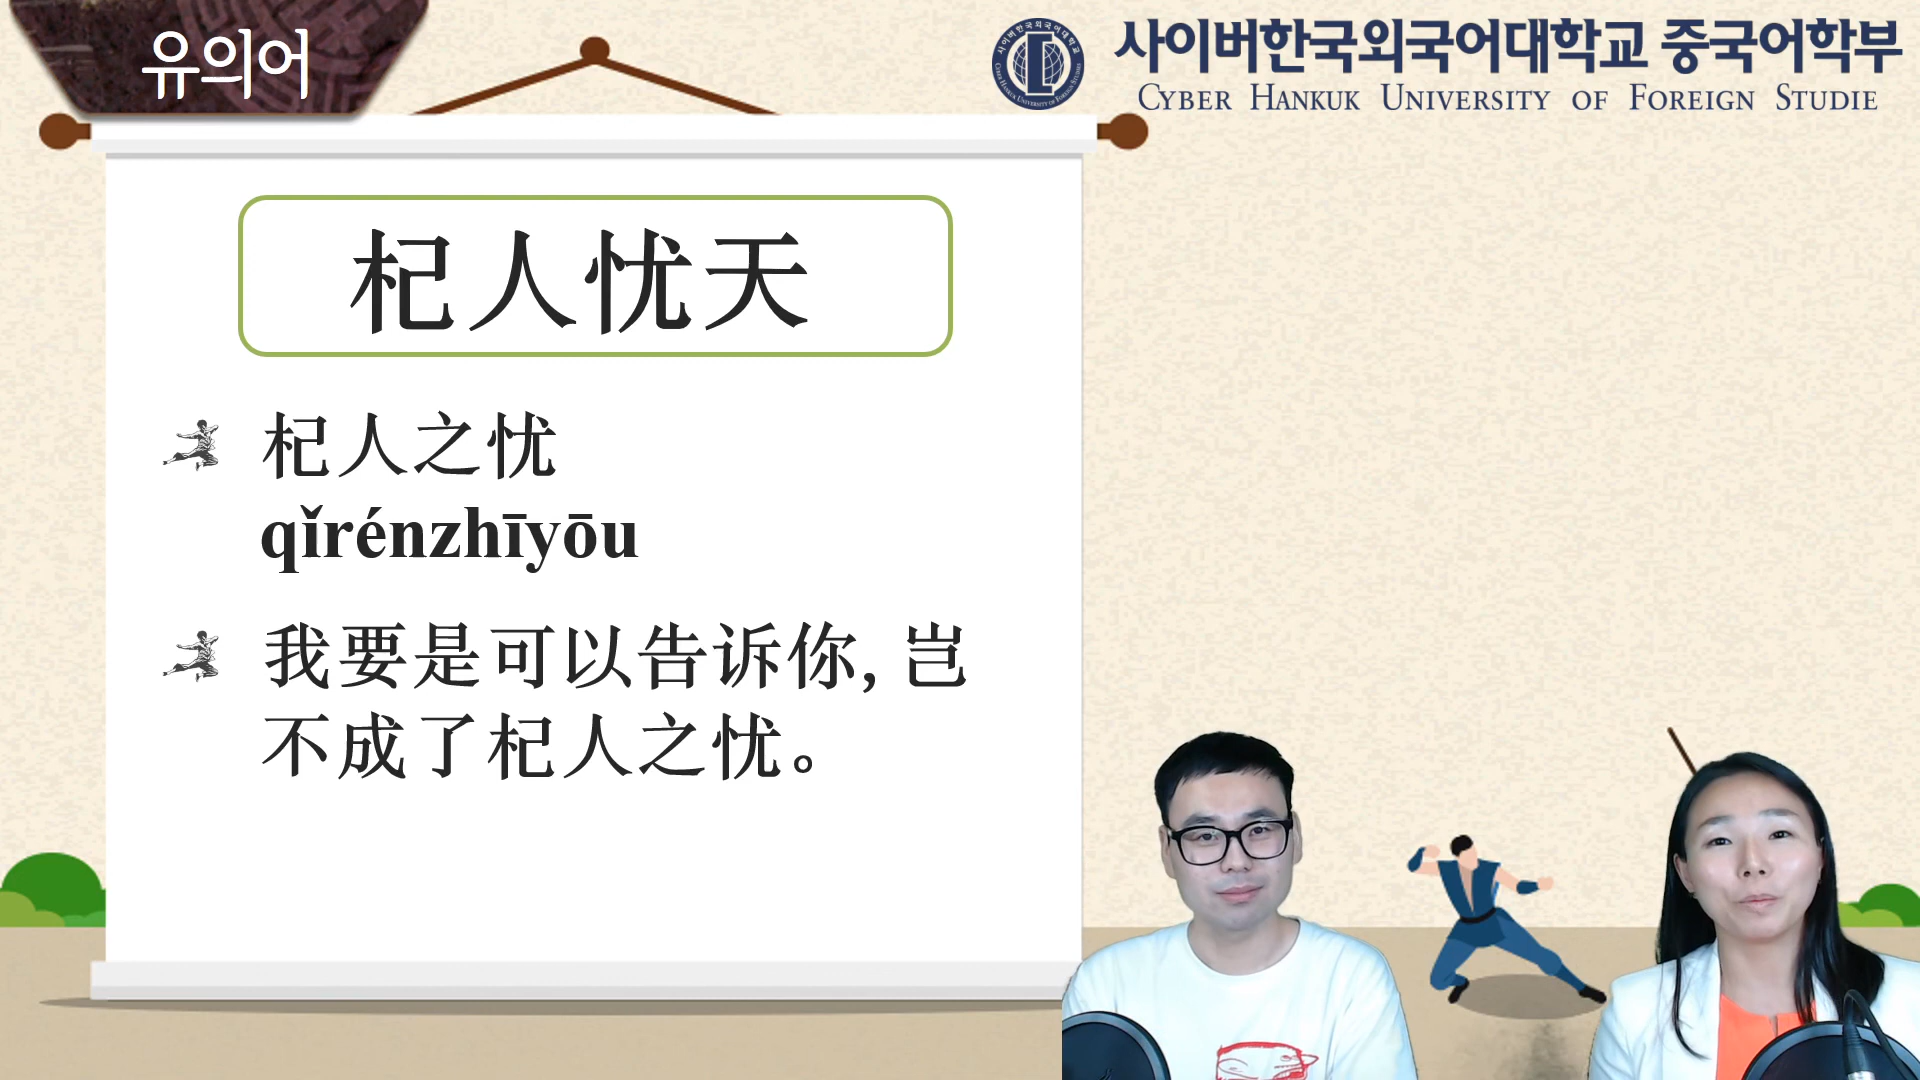 유의어
사이버한국외국어대학교 중국어학부
CYBER HANKUK UNIVERSITY OF FOREIGN STUDIE
杞人忧天
杞人之忧
qǐrénzhīyōu
我要是可以告诉你, 岂
不成了杞人之忧。